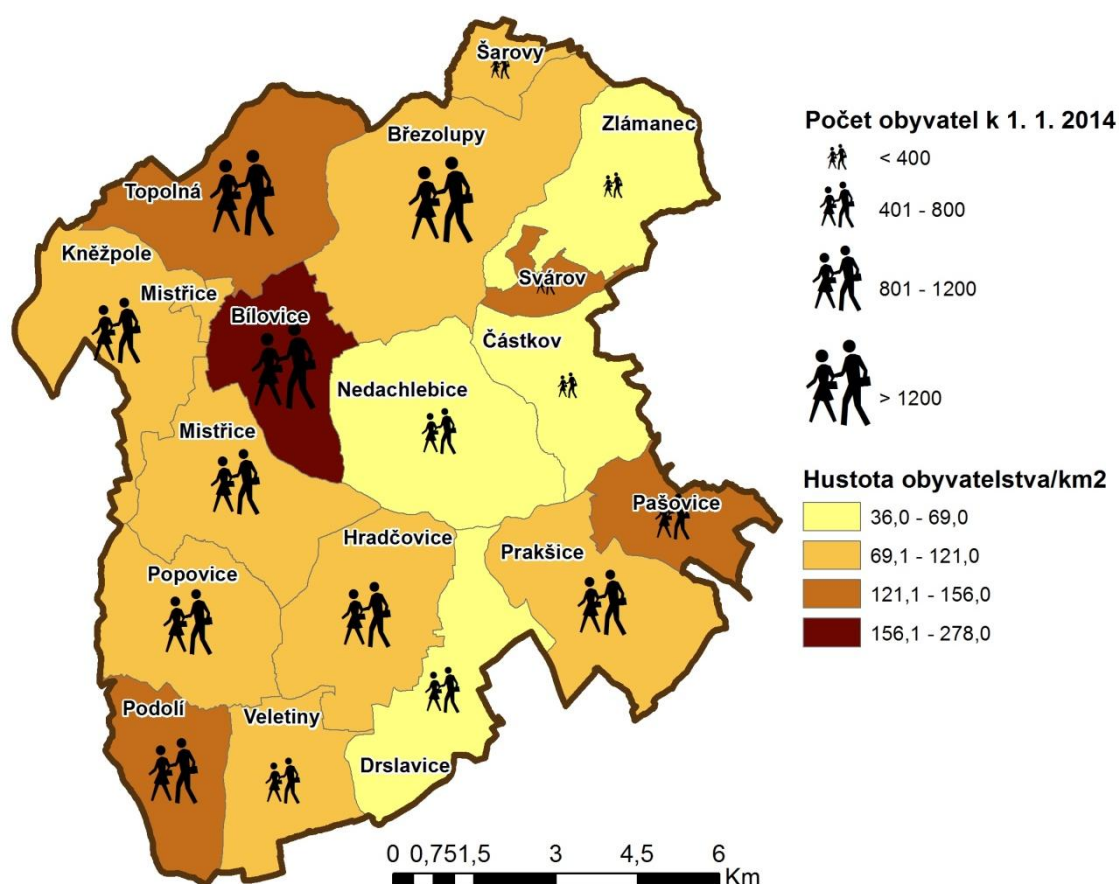 Šarovy
Zlámanec
Březolupy
Topolná
Kněžpole
Mistřice
Svárov
Bílovice
Částkov
Nedachlebice
Mistřice
Pašovice
Hradčovice
Prakšice
Popovice
Podolí
Veletiny
Drslavice
0 0,75 1,5 3 4,5 6
Km
Počet obyvatel k 1. 1. 2014
< 400
401 - 800
801 - 1200
> 1200
Hustota obyvatelstva/km2
36,0 - 69,0
69,1 - 121,0
121,1 - 156,0
156,1 - 278,0